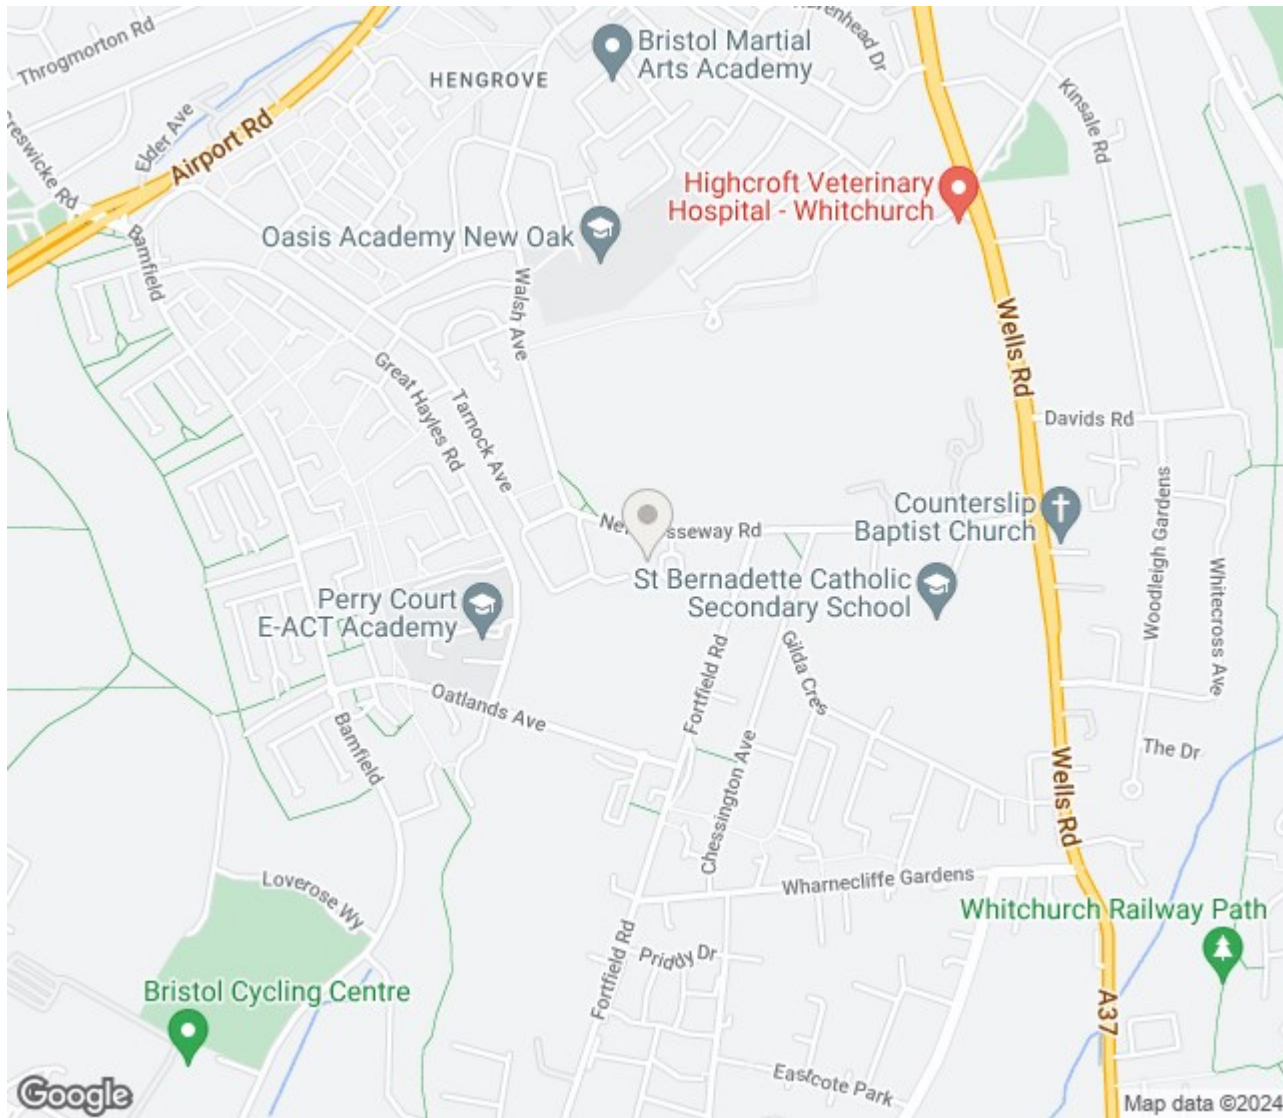 Throgmorton Rd
HENGROVE
Bristol Martial
Arts Academy
Elder Ave
Airport Rd
Kinsale Rd
Highcroft Veterinary
Hospital - Whitchurch
Oasis Academy New Oak
Bamfield
Walsh Ave
Wells Rd
Great Hayles Rd
Tarnock Ave
Davids Rd
Counterslip
Baptist Church
Woodleigh Gardens
Whitecross Ave
St Bernadette Catholic
Secondary School
Perry Court
E-ACT Academy
Gilda Cres
Fortfield Rd
Oatlands Ave
Bamfield
The Dr
Chessington Ave
Wells Rd
Loverose Wy
Wharnecliffe Gardens
Whitchurch Railway Path
Fortfield Rd
Priddy Dr
Bristol Cycling Centre
A37
Eastcote Park
Google
Map data ©2024